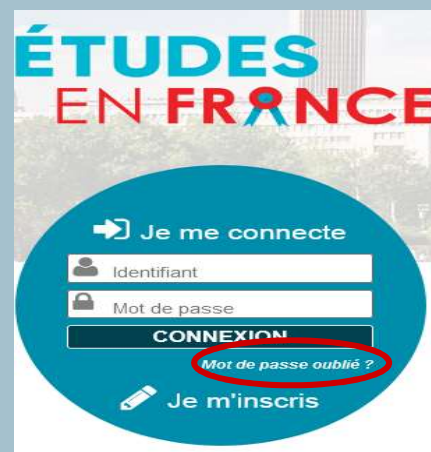 ÉTUDES
EN FRANCE
Je me connecte
Identifiant
Mot de passe
CONNEXION
Mot de passe oublié ?
Je m'inscris